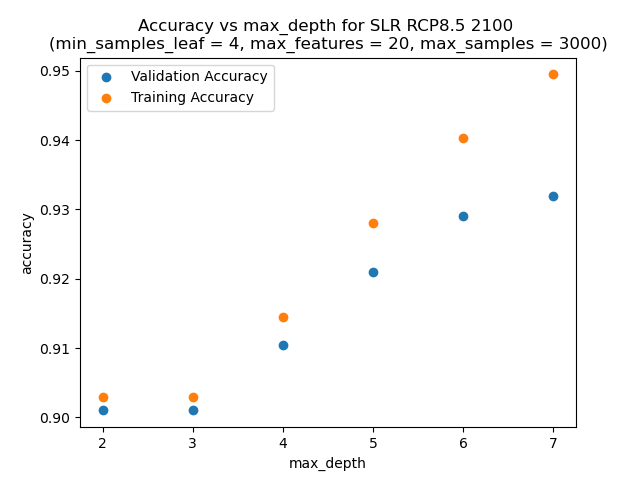 Accuracy vs max_depth for SLR RCP8.5 2100
(min_samples_leaf = 4, max_features = 20, max_samples = 3000)
Validation Accuracy
Training Accuracy
0.95
0.94
0.93
0.92
0.91
0.90
accuracy
2 3 4 5 6 7
max_depth